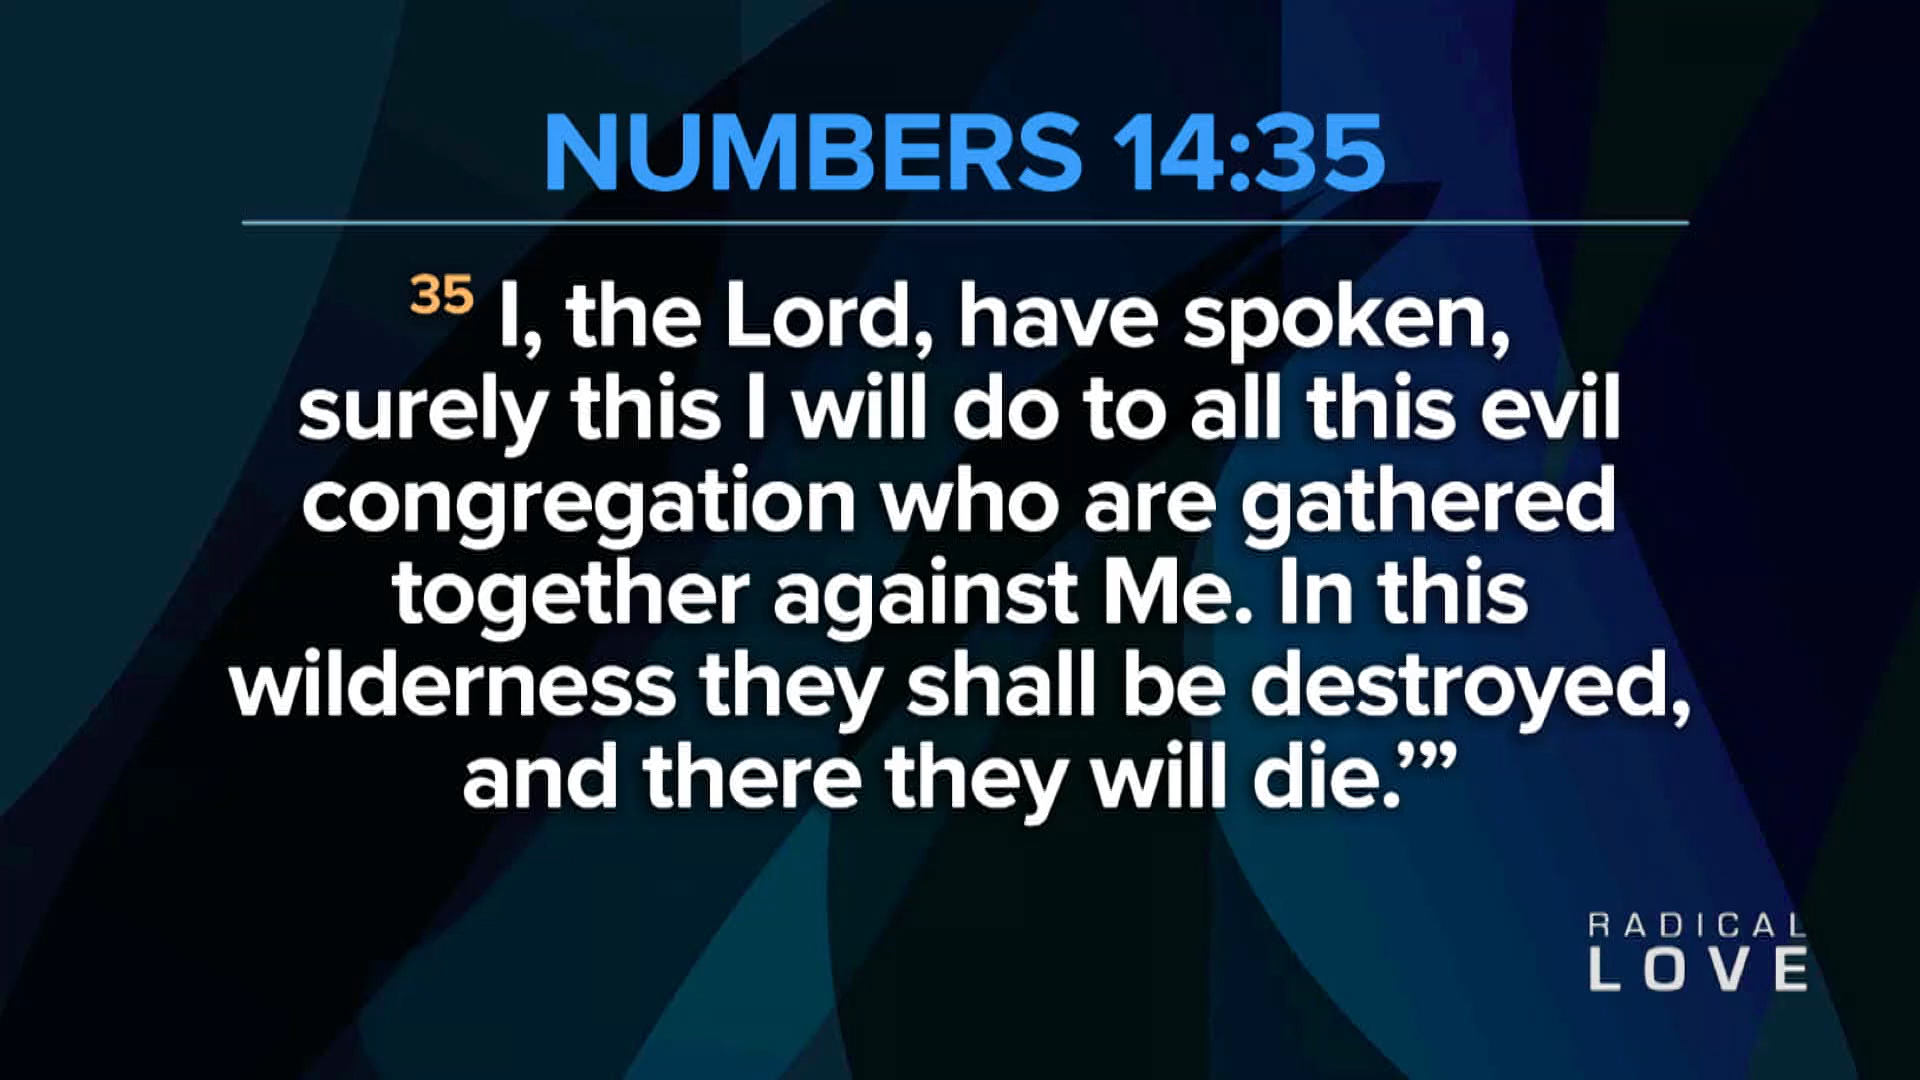 NUMBERS 14:35
35 I, the Lord, have spoken,
surely this I will do to all this evil
congregation who are gathered
together against Me. In this
wilderness they shall be destroyed,
and there they will die.’”
RADICAL
LOVE